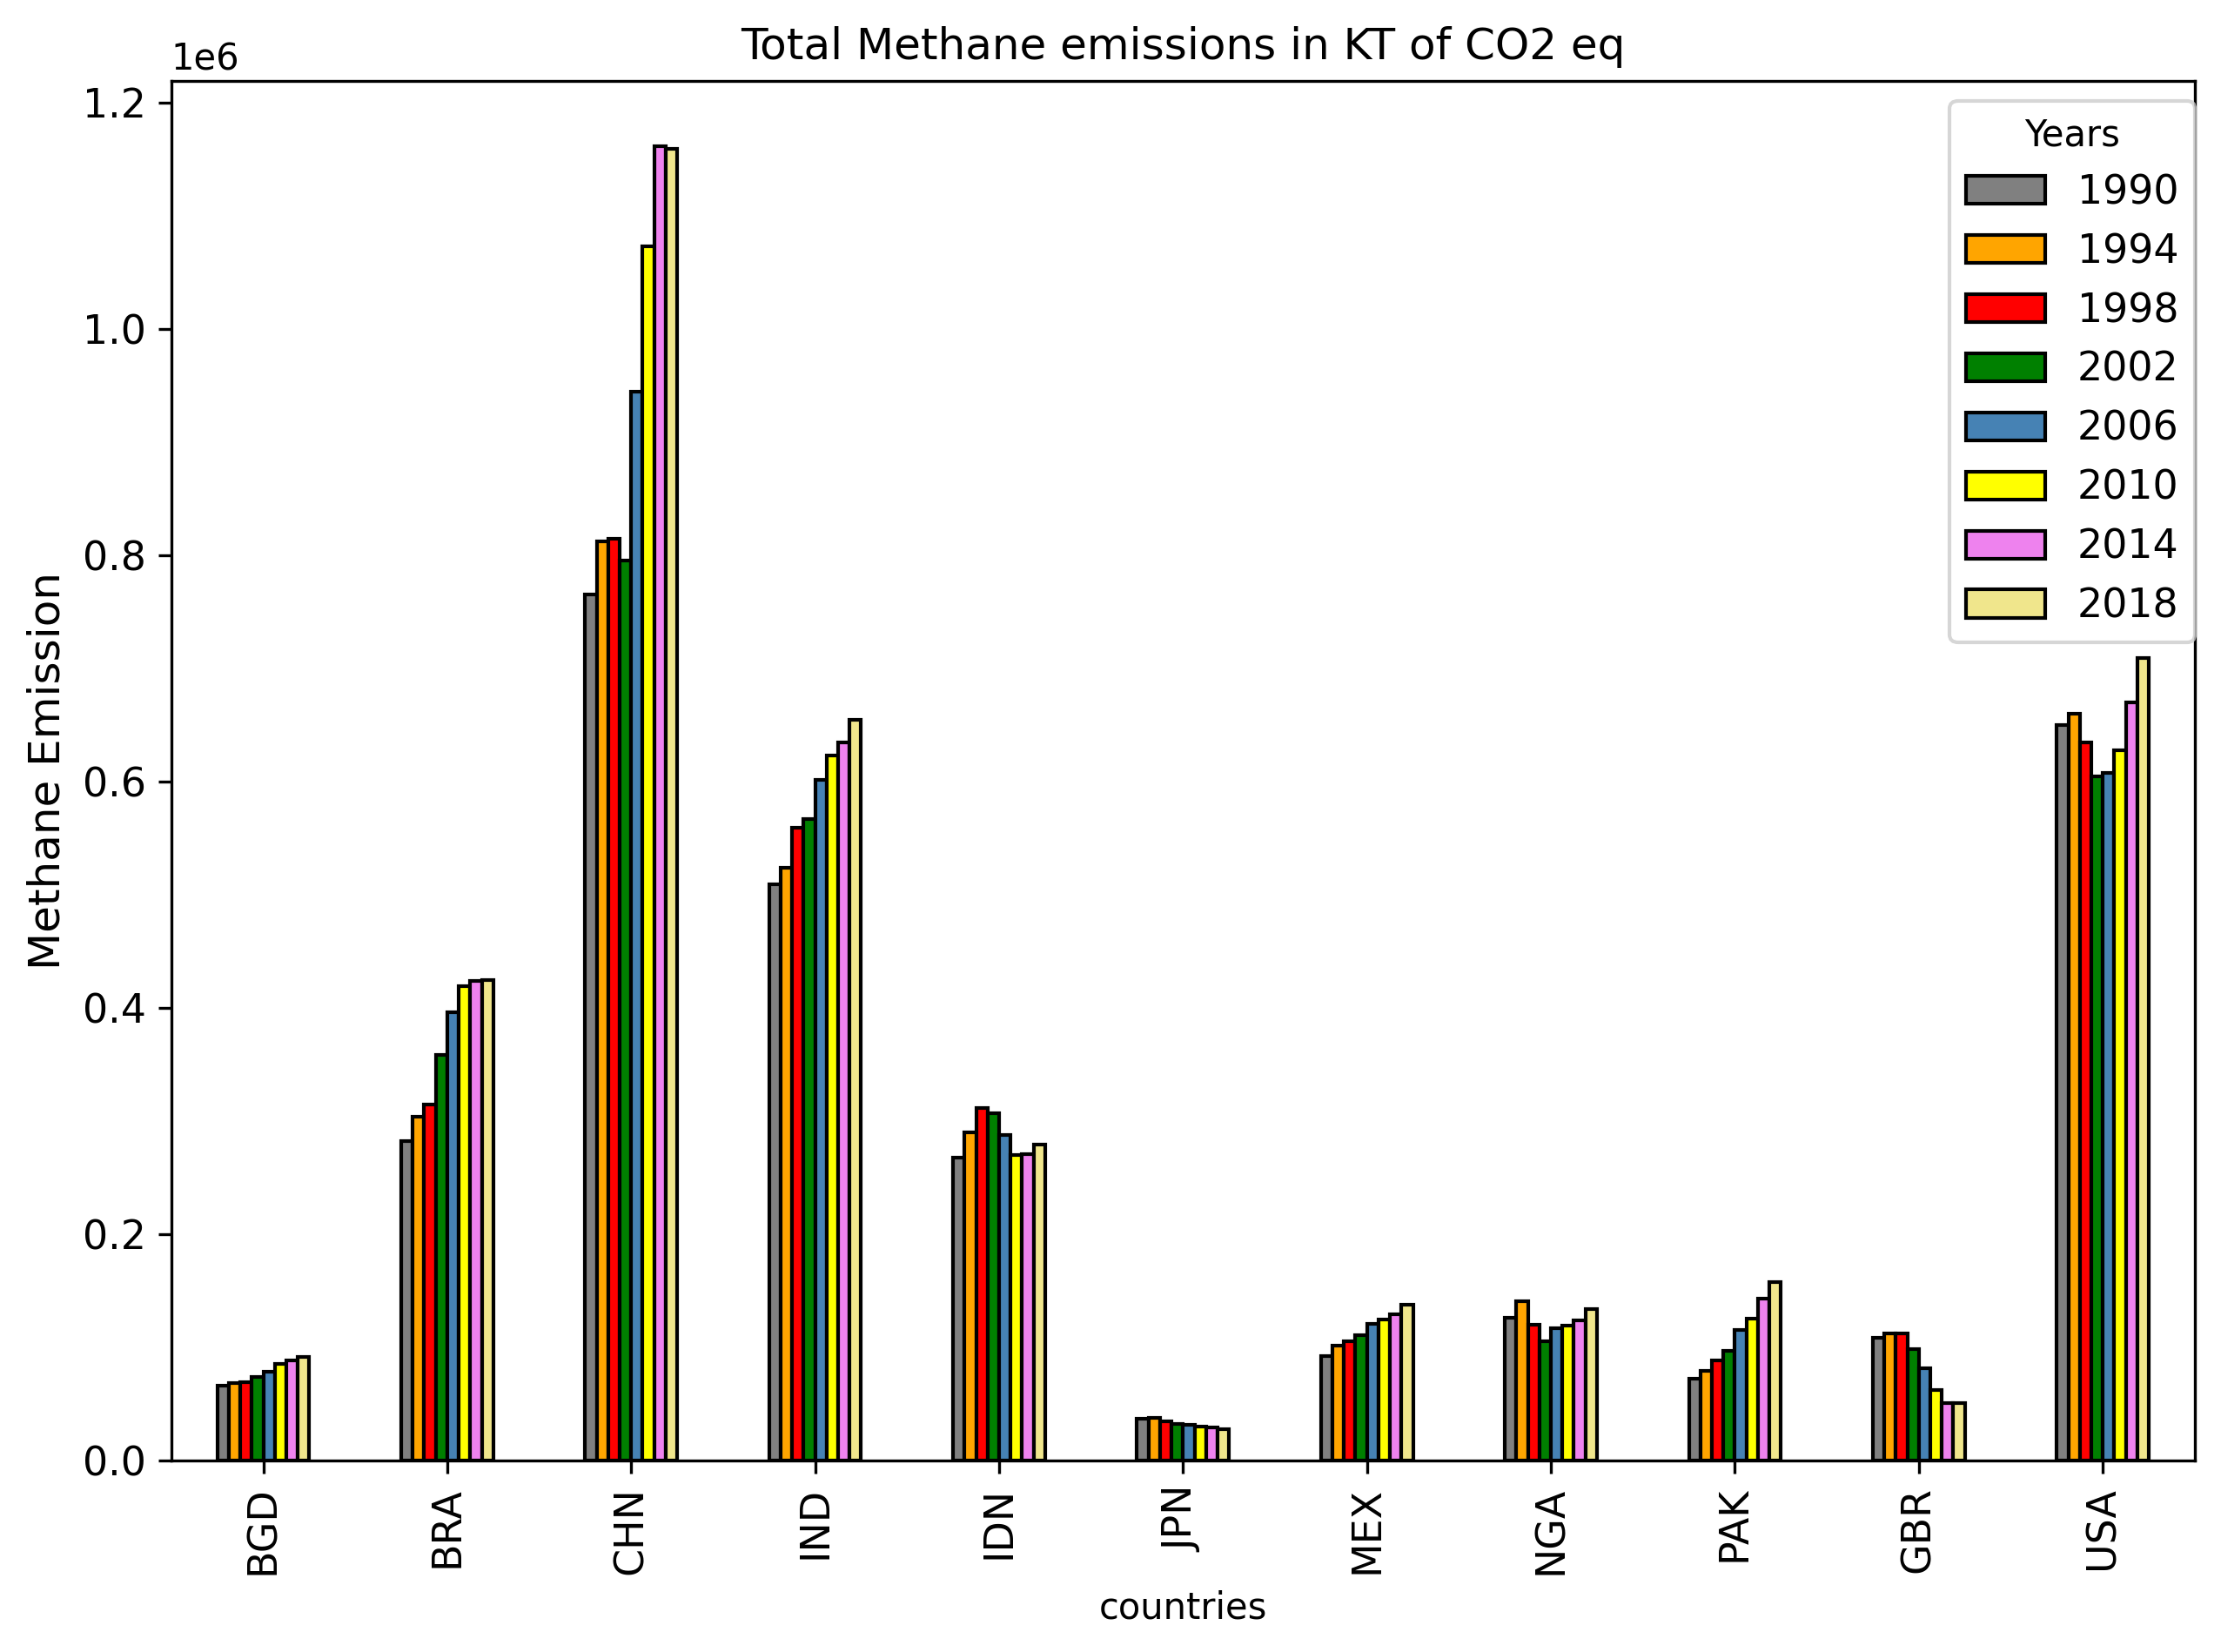 Total Methane emissions in KT of CO2 eq
1e6
1.2
1.0
0.8
0.6
0.4
0.2
0.0
Methane Emission
Years
1990
1994
1998
2002
2006
2010
2014
2018
BGD
BRA
CHN
IND
IDN
JPN
MEX
NGA
PAK
GBR
USA
countries